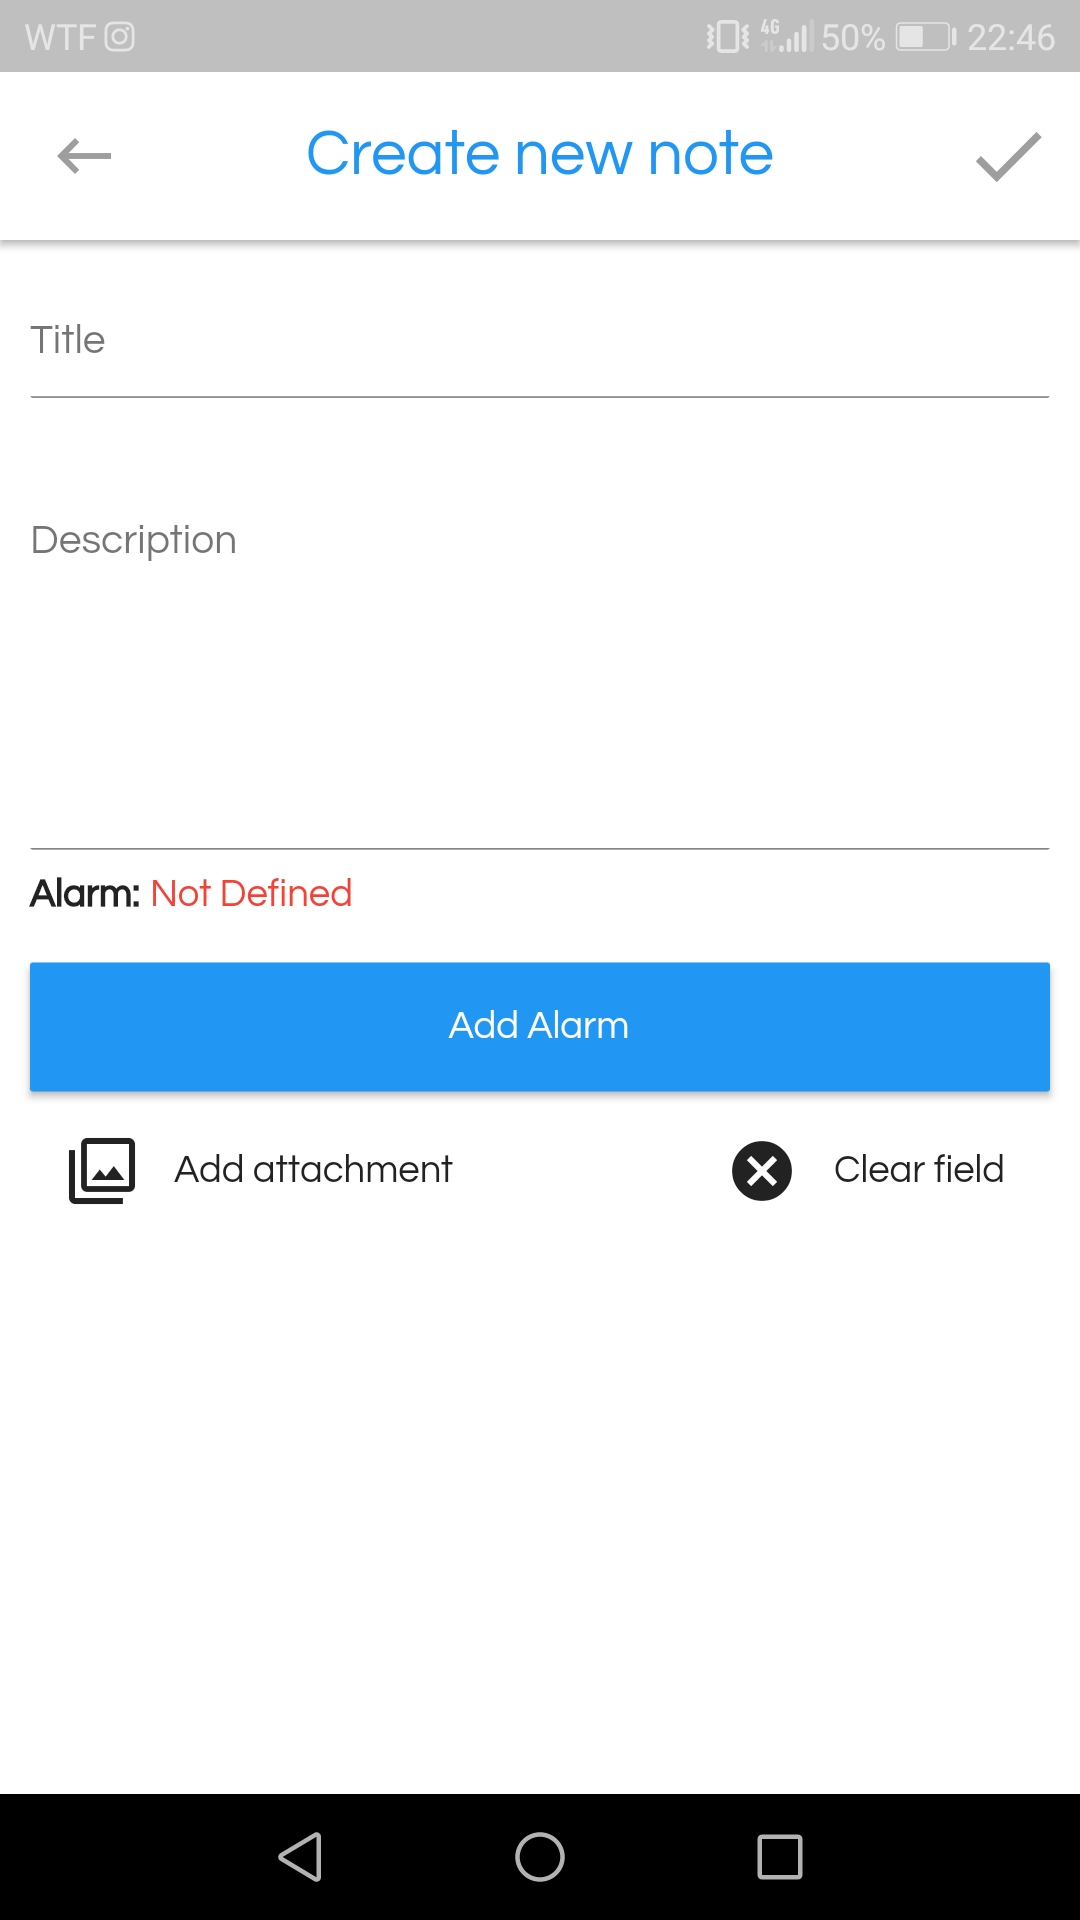 WTF 4G 50% 22:46
Create new note
Title
Description
Alarm: Not Defined
Add Alarm
Add attachment Clear field